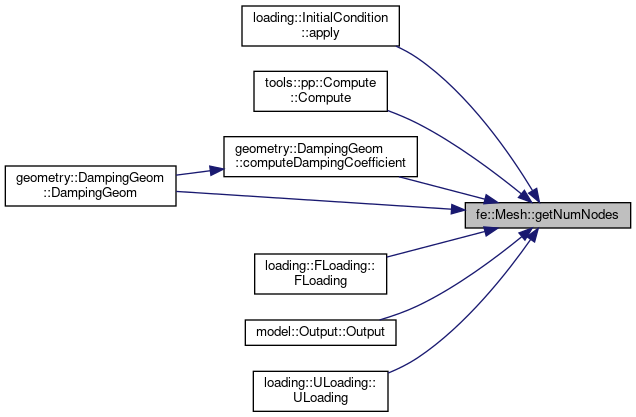 loading::InitialCondition
::apply
tools::pp::Compute
::Compute
geometry::DampingGeom
::computeDampingCoefficient
geometry::DampingGeom
::DampingGeom
fe::Mesh::getNumNodes
loading::FLoading::
FLoading
model::Output::Output
loading::ULoading::
ULoading